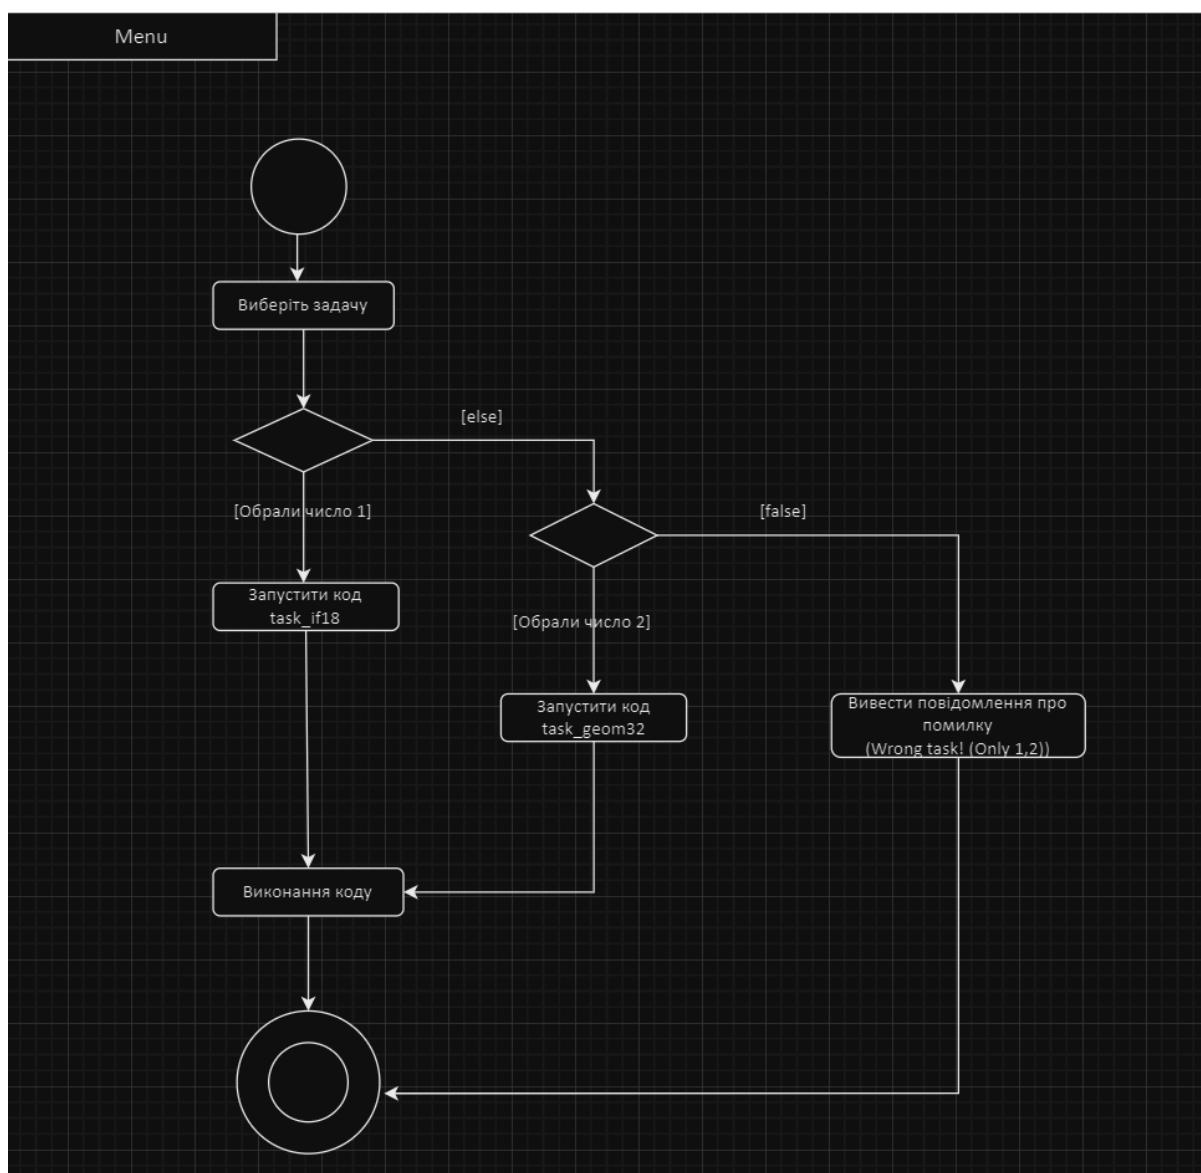 Menu
Виберіть задачу
[else]
[Обрали число 1]
[false]
Запустити код
task_if18
[Обрали число 2]
Запустити код
task_geom32
Вивести повідомлення про
помилку
(Wrong task! (Only 1,2))
Виконання коду